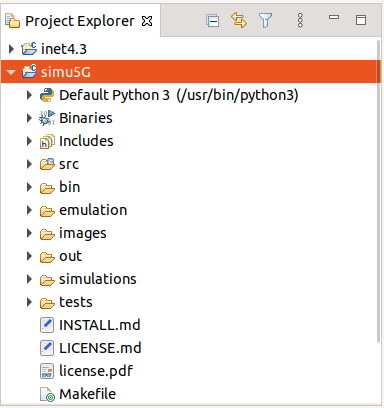 Project Explorer
inet4.3
simu5G
Default Python 3 (/usr/bin/python3)
Binaries
Includes
src
bin
emulation
images
out
simulations
tests
INSTALL.md
LICENSE.md
license.pdf
Makefile